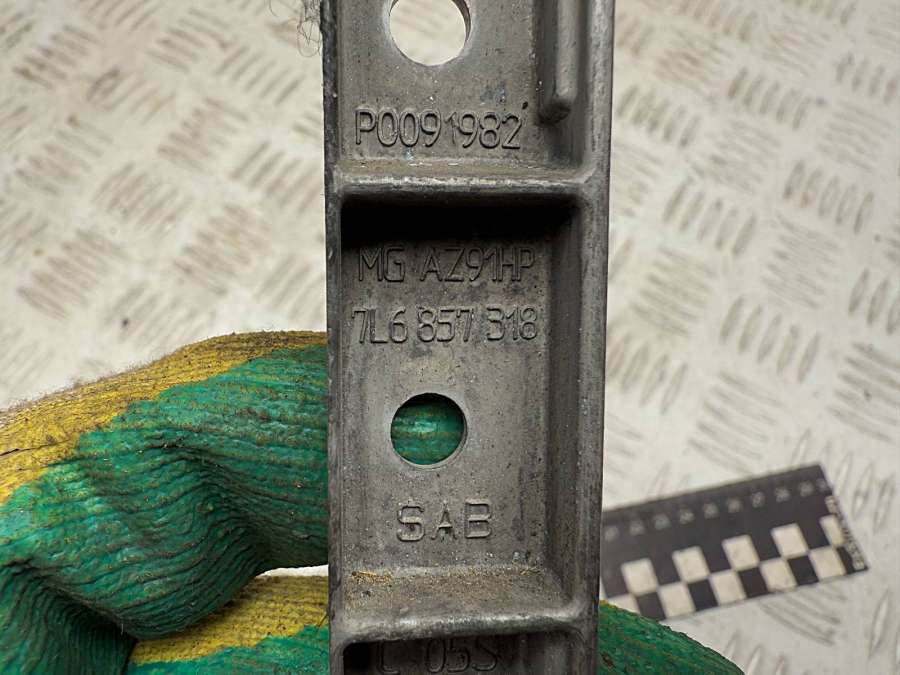 P0091982
MG AZ91HP
7L6 857 318
SAB